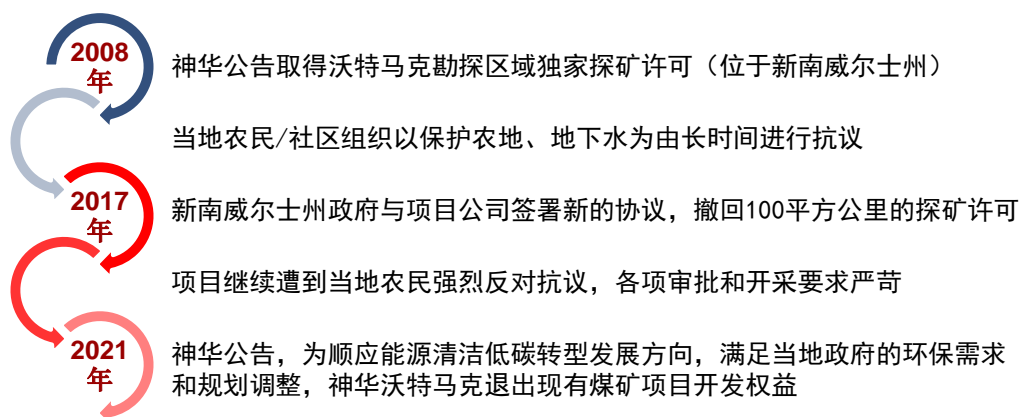 2008
年
神华公告取得沃特马克勘探区域独家探矿许可（位于新南威尔士州）
当地农民/社区组织以保护农地、地下水为由长时间进行抗议
2017
年
新南威尔士州政府与项目公司签署新的协议，撤回100平方公里的探矿许可
项目继续遭到当地农民强烈反对抗议，各项审批和开采要求严苛
2021
年
神华公告，为顺应能源清洁低碳转型发展方向，满足当地政府的环保需求
和规划调整，神华沃特马克退出现有煤矿项目开发权益